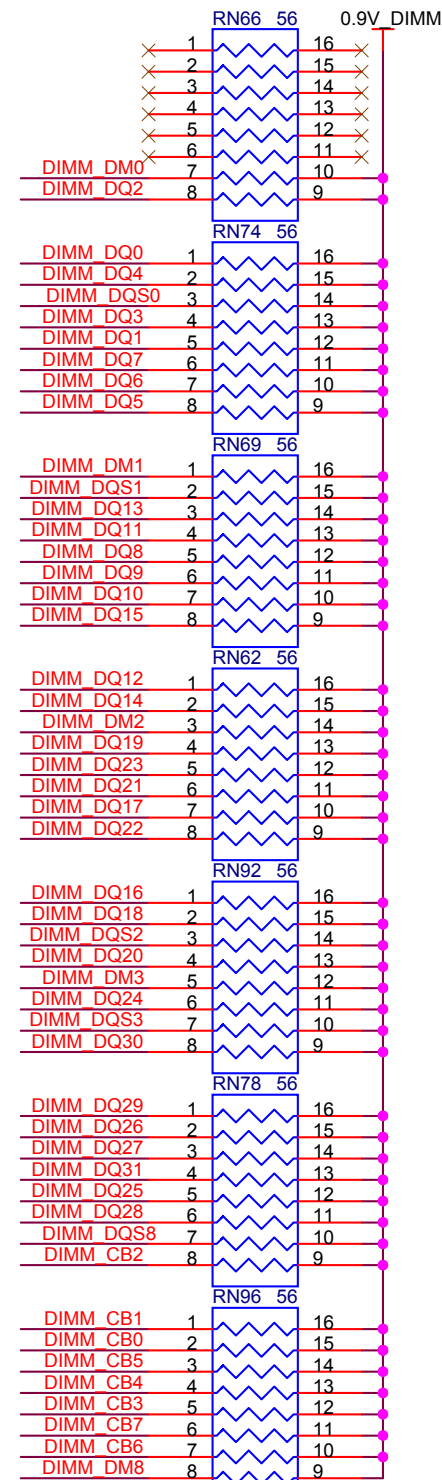 RN66 56 0.9V_DIMM
1 16
2 15
3 14
4 13
5 12
6 11
DIMM_DM0 7 10
DIMM_DQ2 8 9
RN74 56
DIMM_DQ0 1 16
DIMM_DQ4 2 15
DIMM_DQS0 3 14
DIMM_DQ3 4 13
DIMM_DQ1 5 12
DIMM_DQ7 6 11
DIMM_DQ6 7 10
DIMM_DQ5 8 9
RN69 56
DIMM_DM1 1 16
DIMM_DQS1 2 15
DIMM_DQ13 3 14
DIMM_DQ11 4 13
DIMM_DQ8 5 12
DIMM_DQ9 6 11
DIMM_DQ10 7 10
DIMM_DQ15 8 9
RN62 56
DIMM_DQ12 1 16
DIMM_DQ14 2 15
DIMM_DM2 3 14
DIMM_DQ19 4 13
DIMM_DQ23 5 12
DIMM_DQ21 6 11
DIMM_DQ17 7 10
DIMM_DQ22 8 9
RN92 56
DIMM_DQ16 1 16
DIMM_DQ18 2 15
DIMM_DQS2 3 14
DIMM_DQ20 4 13
DIMM_DM3 5 12
DIMM_DQ24 6 11
DIMM_DQS3 7 10
DIMM_DQ30 8 9
RN78 56
DIMM_DQ29 1 16
DIMM_DQ26 2 15
DIMM_DQ27 3 14
DIMM_DQ31 4 13
DIMM_DQ25 5 12
DIMM_DQ28 6 11
DIMM_DQS8 7 10
DIMM_CB2 8 9
RN96 56
DIMM_CB1 1 16
DIMM_CB0 2 15
DIMM_CB5 3 14
DIMM_CB4 4 13
DIMM_CB3 5 12
DIMM_CB7 6 11
DIMM_CB6 7 10
DIMM_DM8 8 9